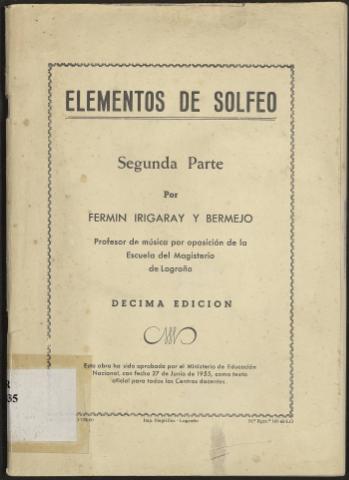 ELEMENTOS DE SOLFEO
Segunda Parte
Por
FERMIN IRIGARAY Y BERMEJO
Profesor de música por oposición de la
Escuela del Magisterio
de Logroño
DECIMA EDICION
Esta obra ha sido aprobada por el Ministerio de Educación
Nacional, con fecha 27 de Junio de 1955, como texto
oficial para todos los Centros docentes.
R
35
Logroño